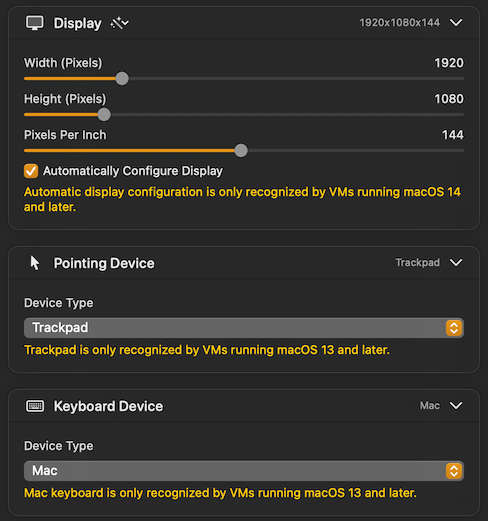 Display 1920x1080x144
Width (Pixels) 1920
Height (Pixels) 1080
Pixels Per Inch 144
Automatically Configure Display
Automatic display configuration is only recognized by VMs running macOS 14
and later.
Pointing Device Trackpad
Device Type
Trackpad
Trackpad is only recognized by VMs running macOS 13 and later.
Keyboard Device Mac
Device Type
Mac
Mac keyboard is only recognized by VMs running macOS 13 and later.